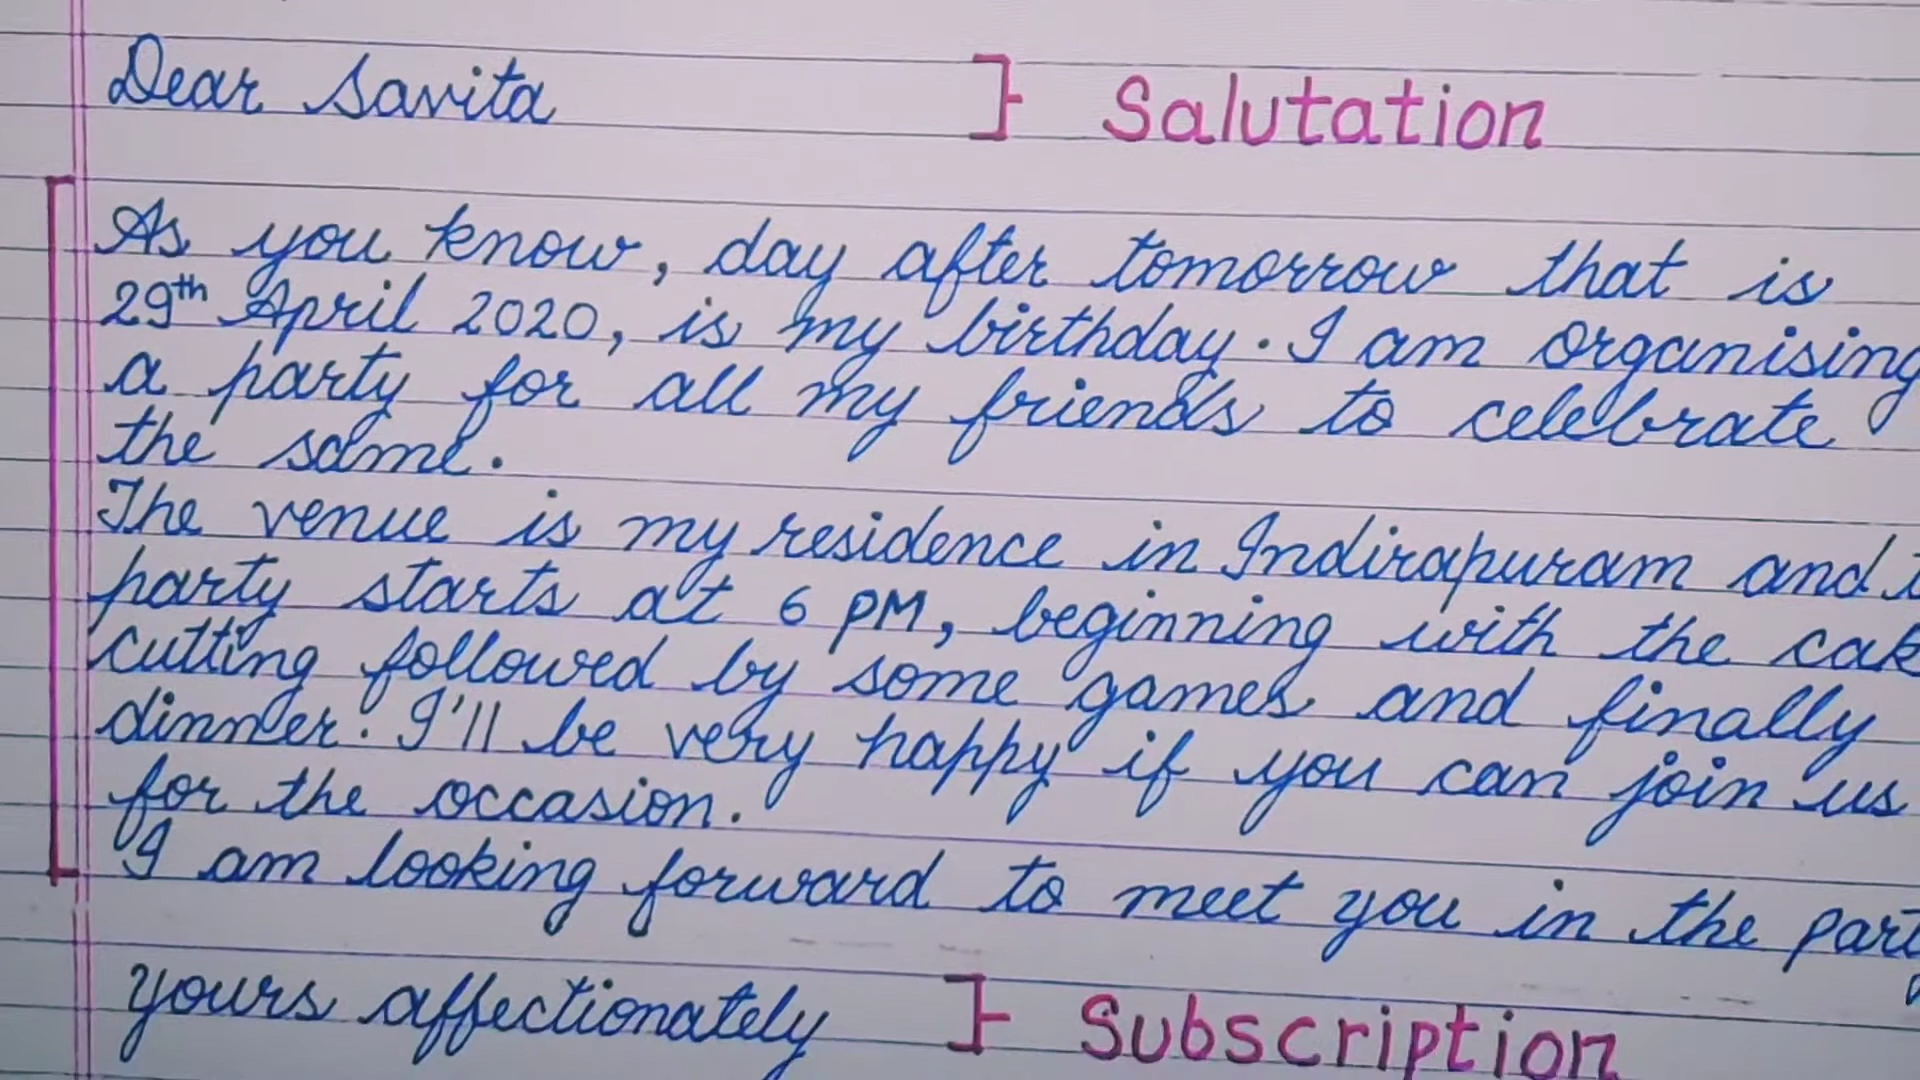 Dear Savita } Salutation
As you know, day after tomorrow that is
29th April 2020, is my birthday. I am organising
a party for all my friends to celebrate
the same.
The venue is my residence in Indirapuram and
party starts at 6 PM, beginning with the cak
cutting followed by some games and finally
dinner. I'll be very happy if you can join us
for the occasion.
I am looking forward to meet you in the part
yours affectionately } Subscription